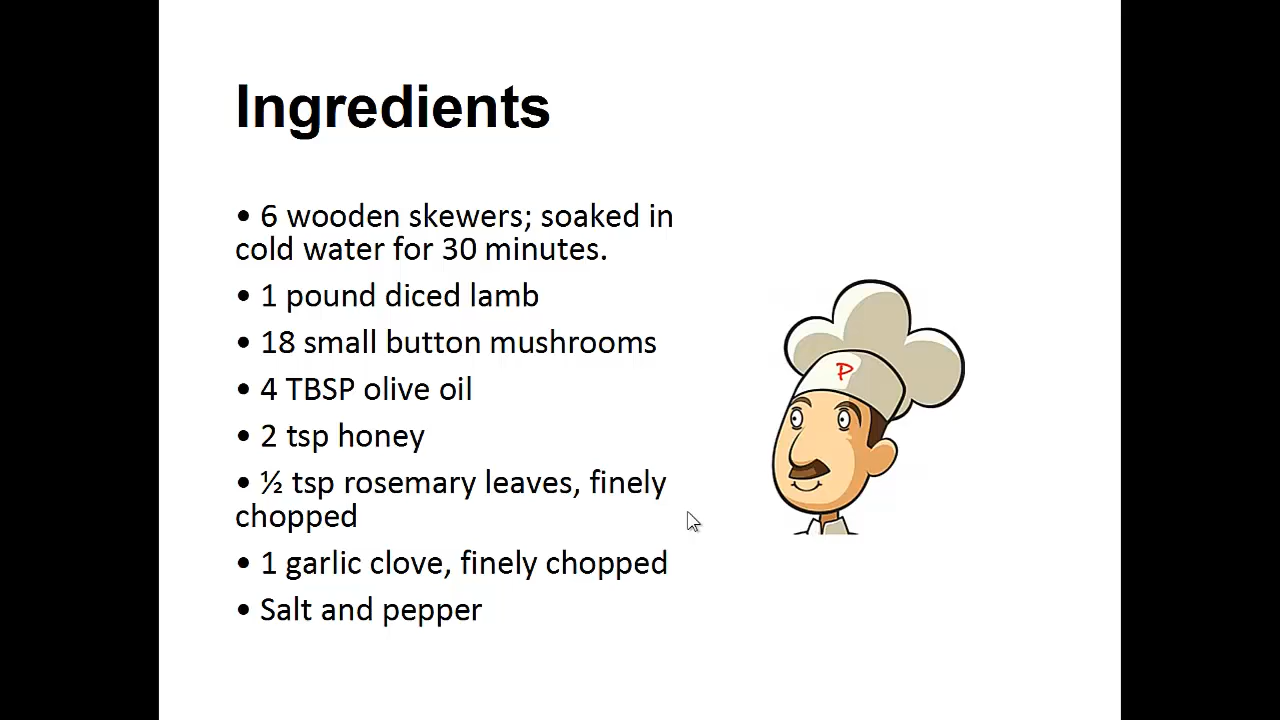 Ingredients
• 6 wooden skewers; soaked in
cold water for 30 minutes.
• 1 pound diced lamb
• 18 small button mushrooms
• 4 TBSP olive oil
• 2 tsp honey
• ½ tsp rosemary leaves, finely
chopped
• 1 garlic clove, finely chopped
• Salt and pepper
P